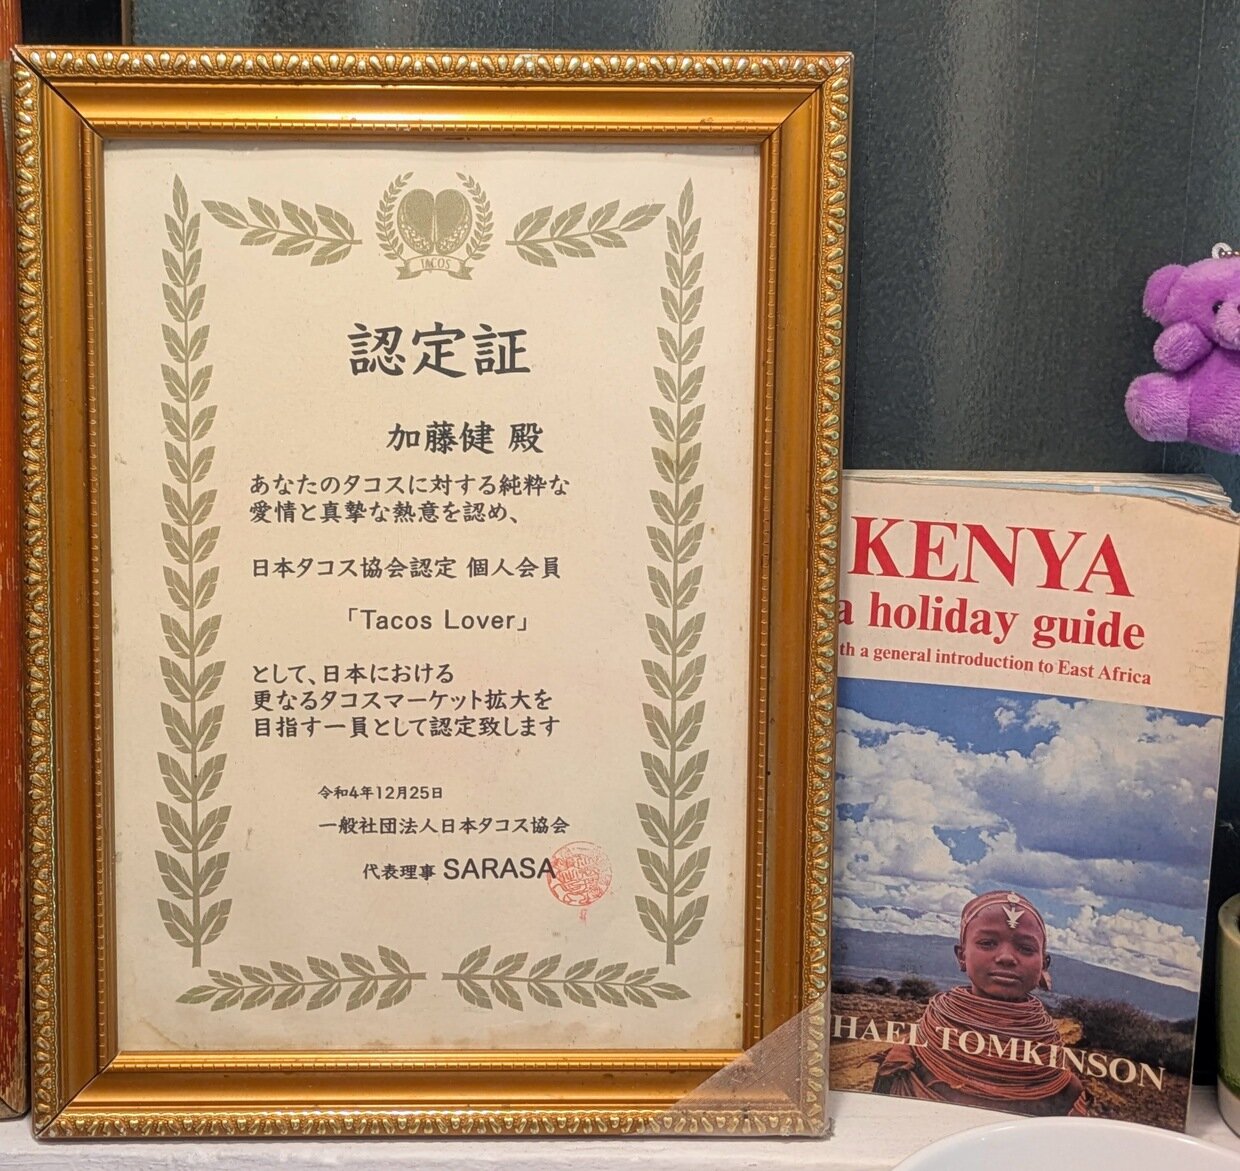 TACOS
認定証
加藤健 殿
あなたのタコスに対する純粋な
愛情と真摯な熱意を認め、
日本タコス協会認定 個人会員
「Tacos Lover」
として、日本における
更なるタコスマーケット拡大を
目指す一員として認定致します
令和4年12月25日
一般社団法人日本タコス協会
代表理事 SARASA
KENYA
a holiday guide
th a general introduction to East Africa
HAEL TOMKINSON